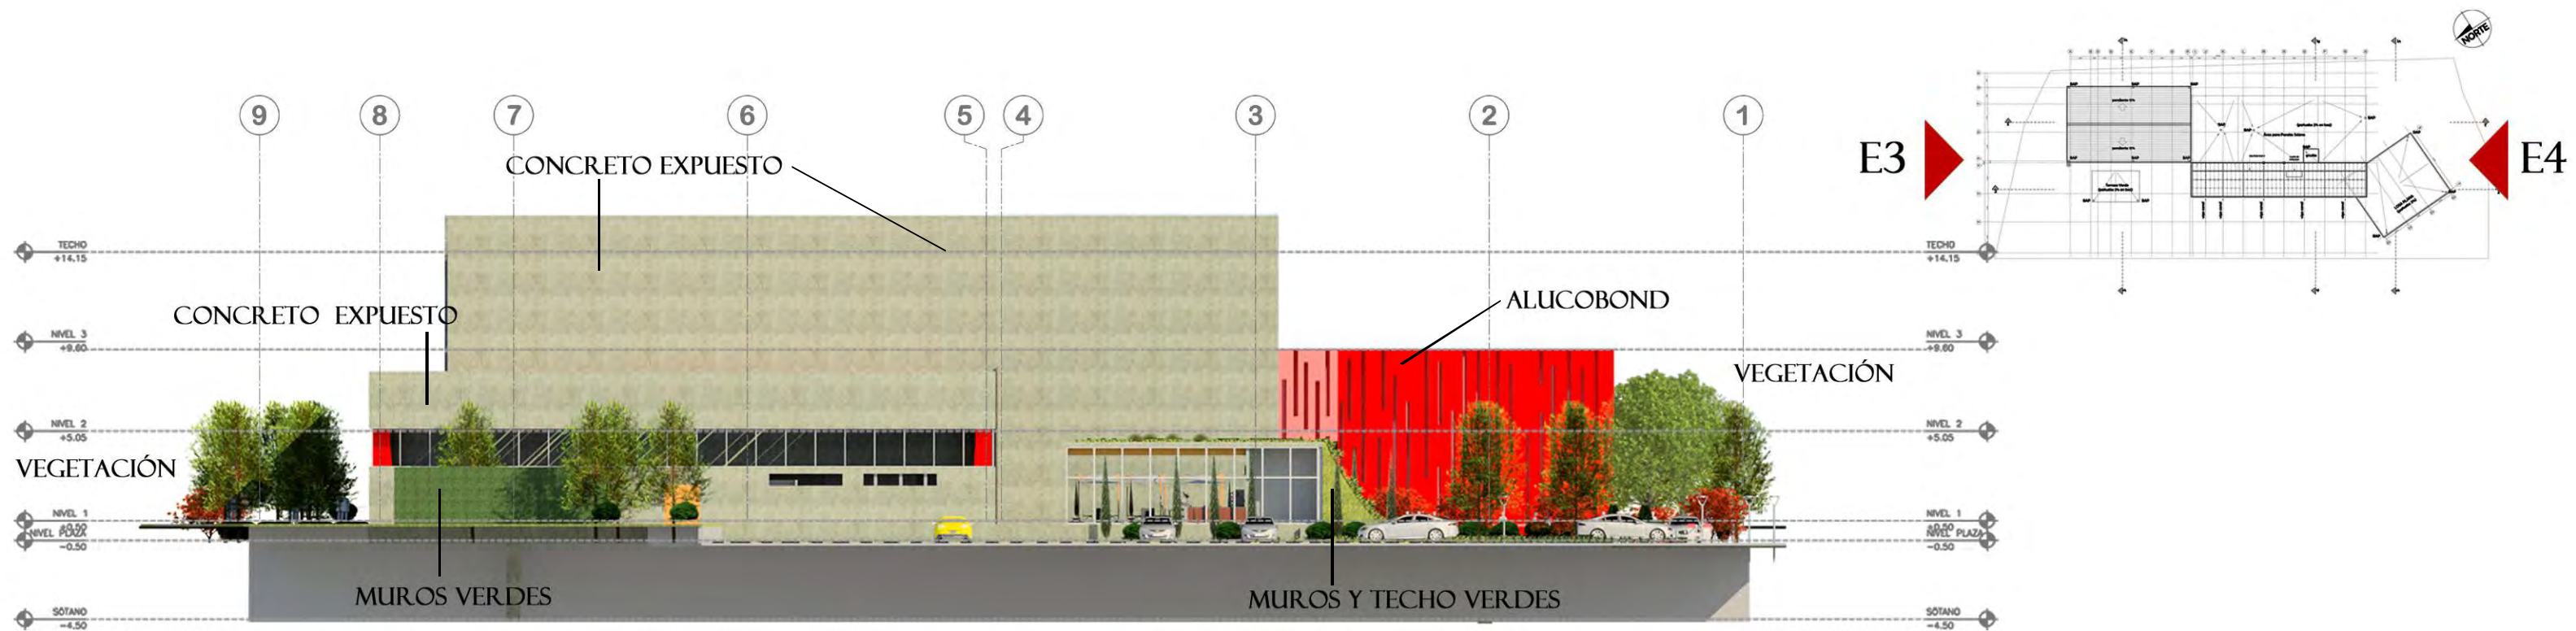 NORTE
9 8 7 6 5 4 3 2 1
E3
E4
CONCRETO EXPUESTO
TECHO
+14.15
TECHO
+14.15
CONCRETO EXPUESTO
ALUCOBOND
NIVEL 3
+9.60
NIVEL 3
+9.60
VEGETACIÓN
NIVEL 2
+5.05
NIVEL 2
+5.05
VEGETACIÓN
NIVEL 1
+0.50
NIVEL PLAZA
-0.50
NIVEL 1
+0.50
NIVEL PLAZA
-0.50
MUROS VERDES
MUROS Y TECHO VERDES
SÓTANO
-4.50
SÓTANO
-4.50